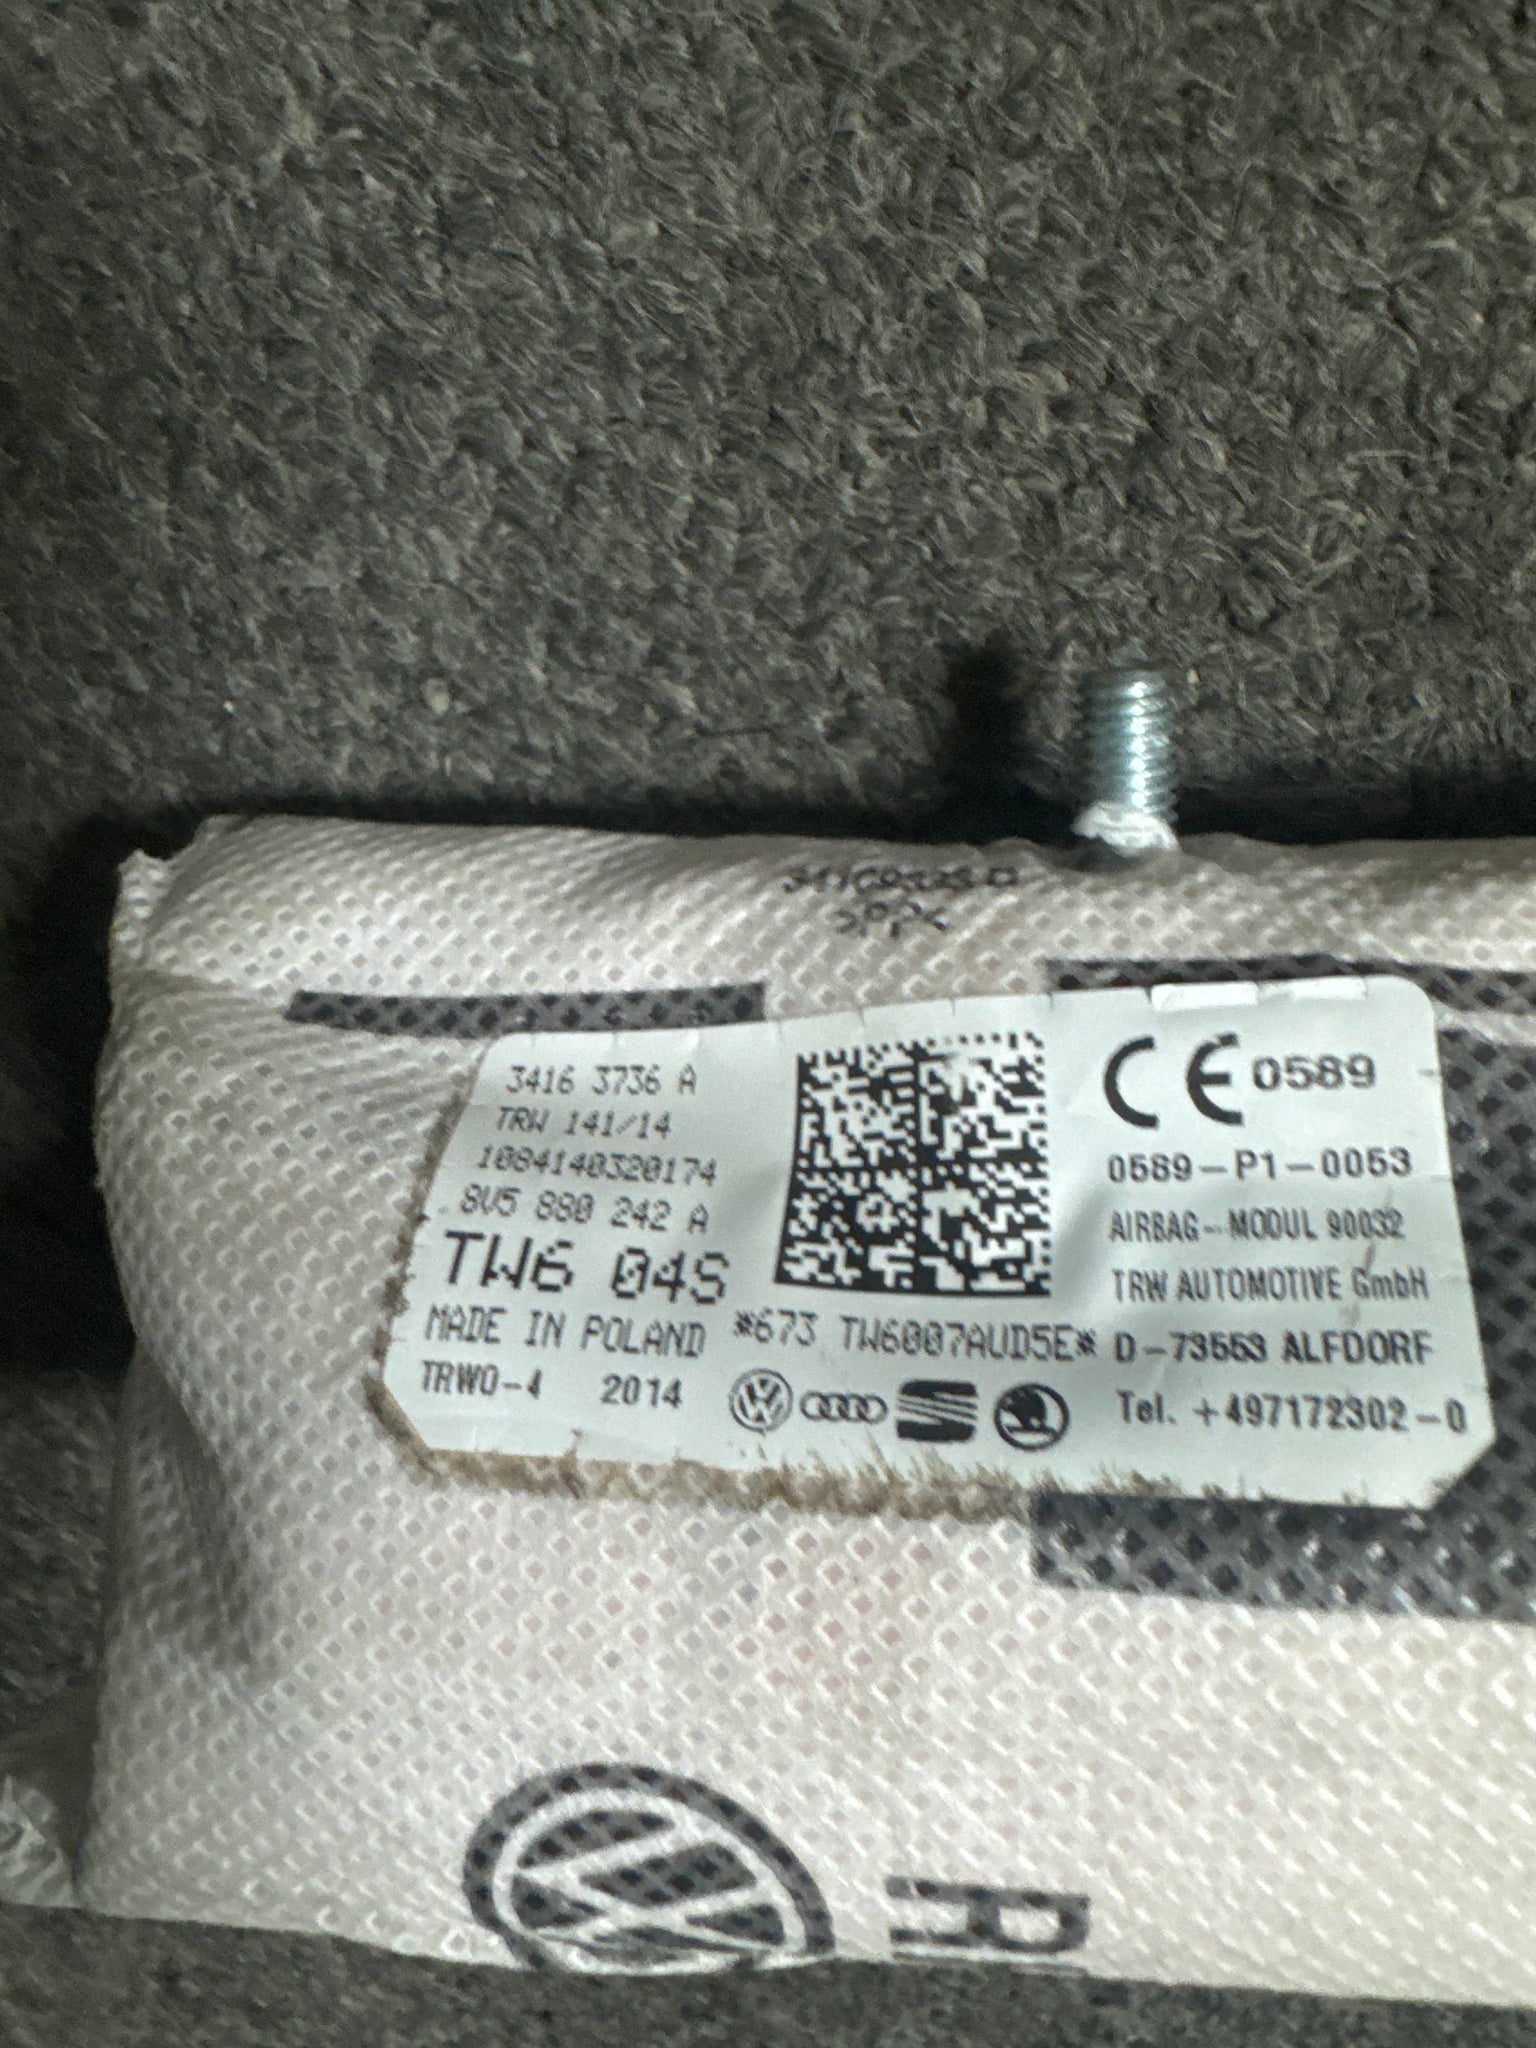 3416 3736 A
TRW 141/14
1084140320174
8V5 880 242 A
TW6 04S
MADE IN POLAND
*673 TW6007AUD5E*
TRWO-4 2014
CE 0589
0589-P1-0053
AIRBAG-MODUL 90032
TRW AUTOMOTIVE GmbH
D-73553 ALFDORF
Tel. +497172302-0
R